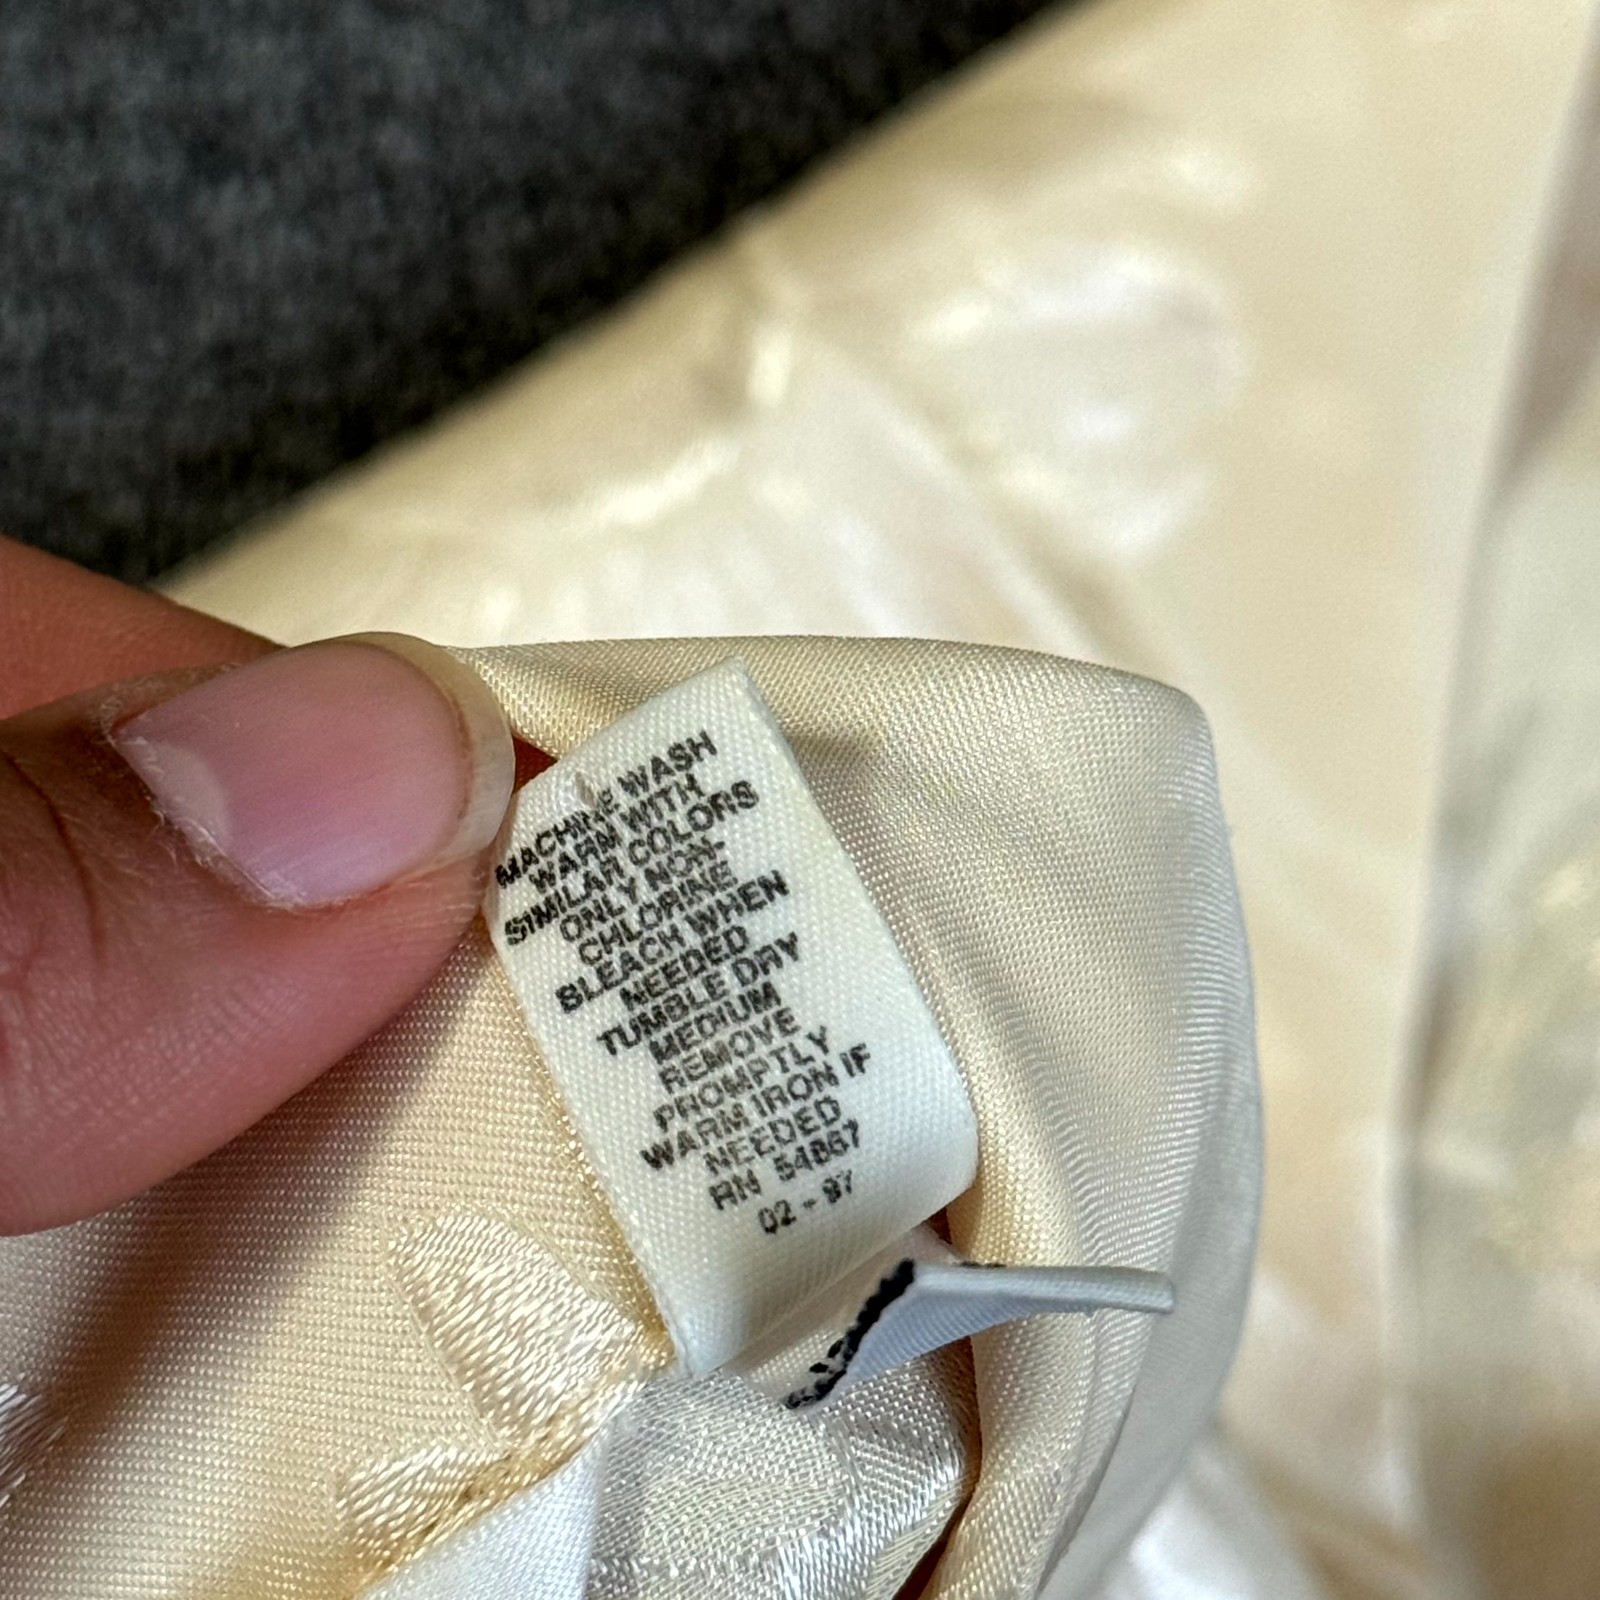 MACHINE WASH
WARM WITH
SIMILAR COLORS
ONLY NON-
CHLORINE
BLEACH WHEN
NEEDED
TUMBLE DRY
MEDIUM
REMOVE
PROMPTLY
WARM IRON IF
NEEDED
RN 54867
02 - 97